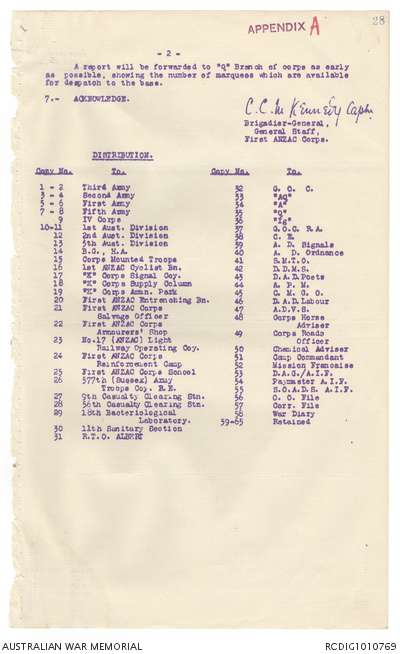 APPENDIX A
28
- 2 -
A report will be forwarded to "Q" Branch of corps as early
as possible, showing the number of marquees which are available
for despatch to the base.
7.- ACKNOWLEDGE.
Capt.
Brigadier-General,
General Staff,
First ANZAC Corps.
DISTRIBUTION.
Copy No. To. Copy No. To.
1 - 2 Third Army 32 G. O. C.
3 - 4 Second Army 33 "AQ"
5 - 6 First Army 34 "A"
7 - 8 Fifth Army 35 "Q"
9 IV Corps 36
10-11 1st Aust. Division 37 G.O.C. R.A.
12 2nd Aust. Division 38 C. E.
13 5th Aust. Division 39 A. D. Signals
14 B.G., H.A. 40 A. D. Ordnance
15 Corps Mounted Troops 41 S.M.T.O.
16 1st ANZAC Cyclist Bn. 42 D.D.M.S.
17 "K" Corps Signal Coy. 43 D.A.D.Posts
18 "K" Corps Supply Column 44 A. P. M.
19 "K" Corps Ammn. Park 45 C. M. G. O.
20 First ANZAC Entrenching Bn. 46 D.A.D.Labour
21 First ANZAC Corps 47 A.D.V.S.
Salvage Officer 48 Corps Horse
22 First ANZAC Corps Adviser
Armourers' Shop 49 Corps Roads
23 No.17 (ANZAC) Light Officer
Railway Operating Coy. 50 Chemical Adviser
24 First ANZAC Corps 51 Camp Commandant
Reinforcement Camp 52 Mission Francaise
25 First ANZAC Corps School 53 D.A.G./A.I.F.
26 377th (Sussex) Army 54 Paymaster A.I.F.
Troops Coy. R.E. 55 S.O.A.D.S. A.I.F.
27 9th Casualty Clearing Stn. 56 O.O. File
28 56th Casualty Clearing Stn. 57 Corr. File
29 18th Bacteriological 58 War Diary
Laboratory. 59-65 Retained
30 11th Sanitary Section
31 R.T.O. ALBERT
AUSTRALIAN WAR MEMORIAL RCDIG1010769